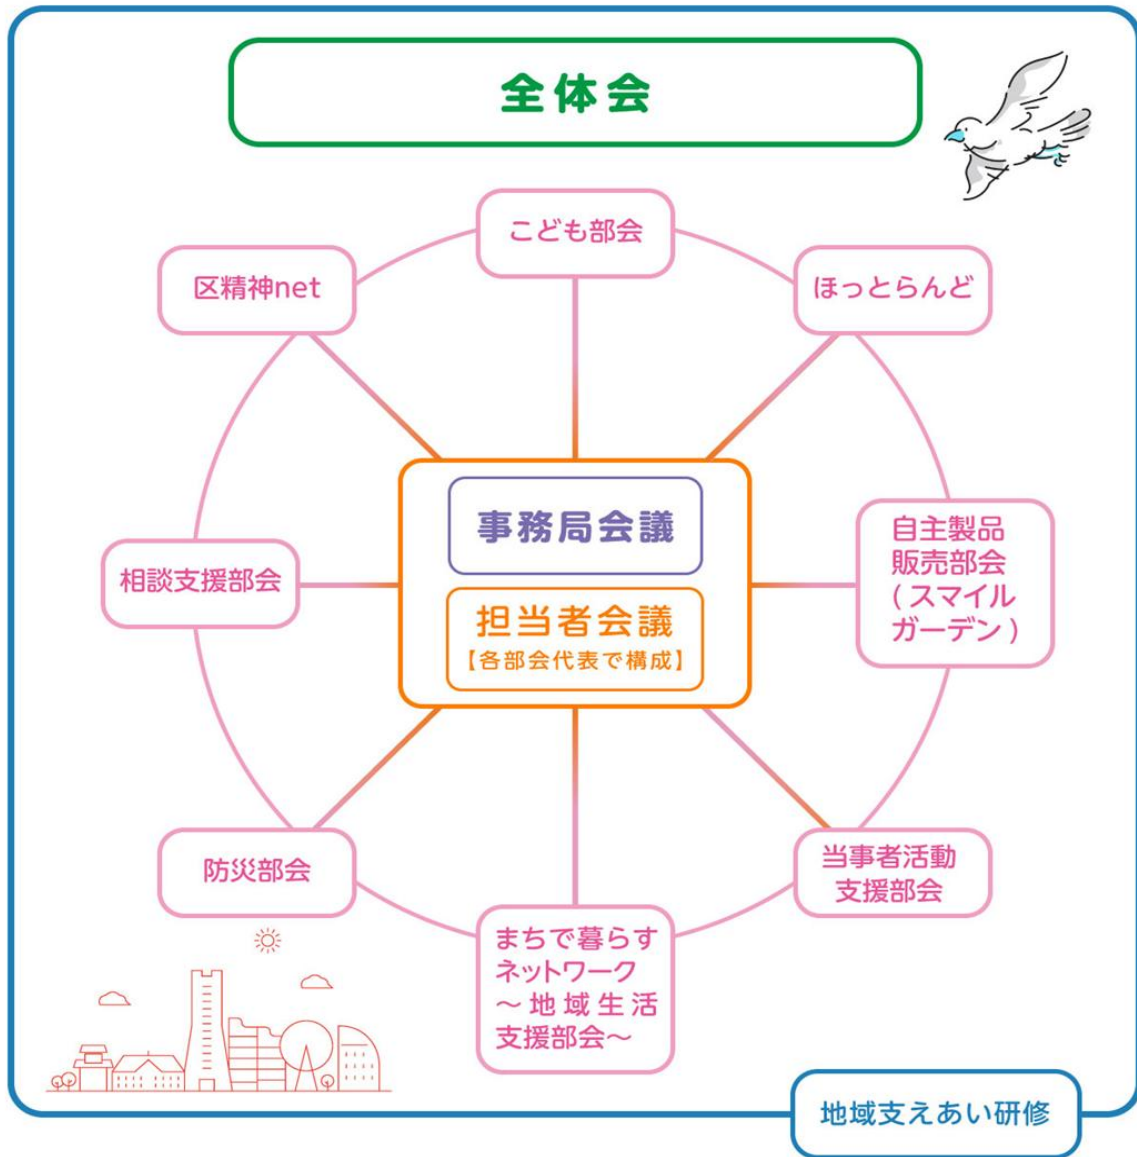 全体会
こども部会
区精神net
ほっとらんど
事務局会議
担当者会議
【各部会代表で構成】
相談支援部会
自主製品
販売部会
(スマイル
ガーデン)
防災部会
当事者活動
支援部会
まちで暮らす
ネットワーク
～地域生活
支援部会～
地域支えあい研修